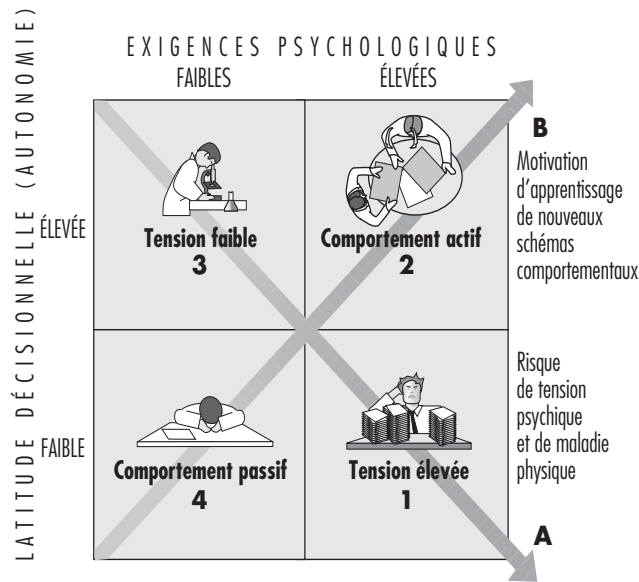 EXIGENCES PSYCHOLOGIQUES
FAIBLES ÉLEVÉES
LATITUDE DÉCISIONNELLE (AUTONOMIE)
ÉLEVÉE
Tension faible
3
Comportement actif
2
B
Motivation
d'apprentissage
de nouveaux
schémas
comportementaux
FAIBLE
Comportement passif
4
Tension élevée
1
Risque
de tension
psychique
et de maladie
physique
A